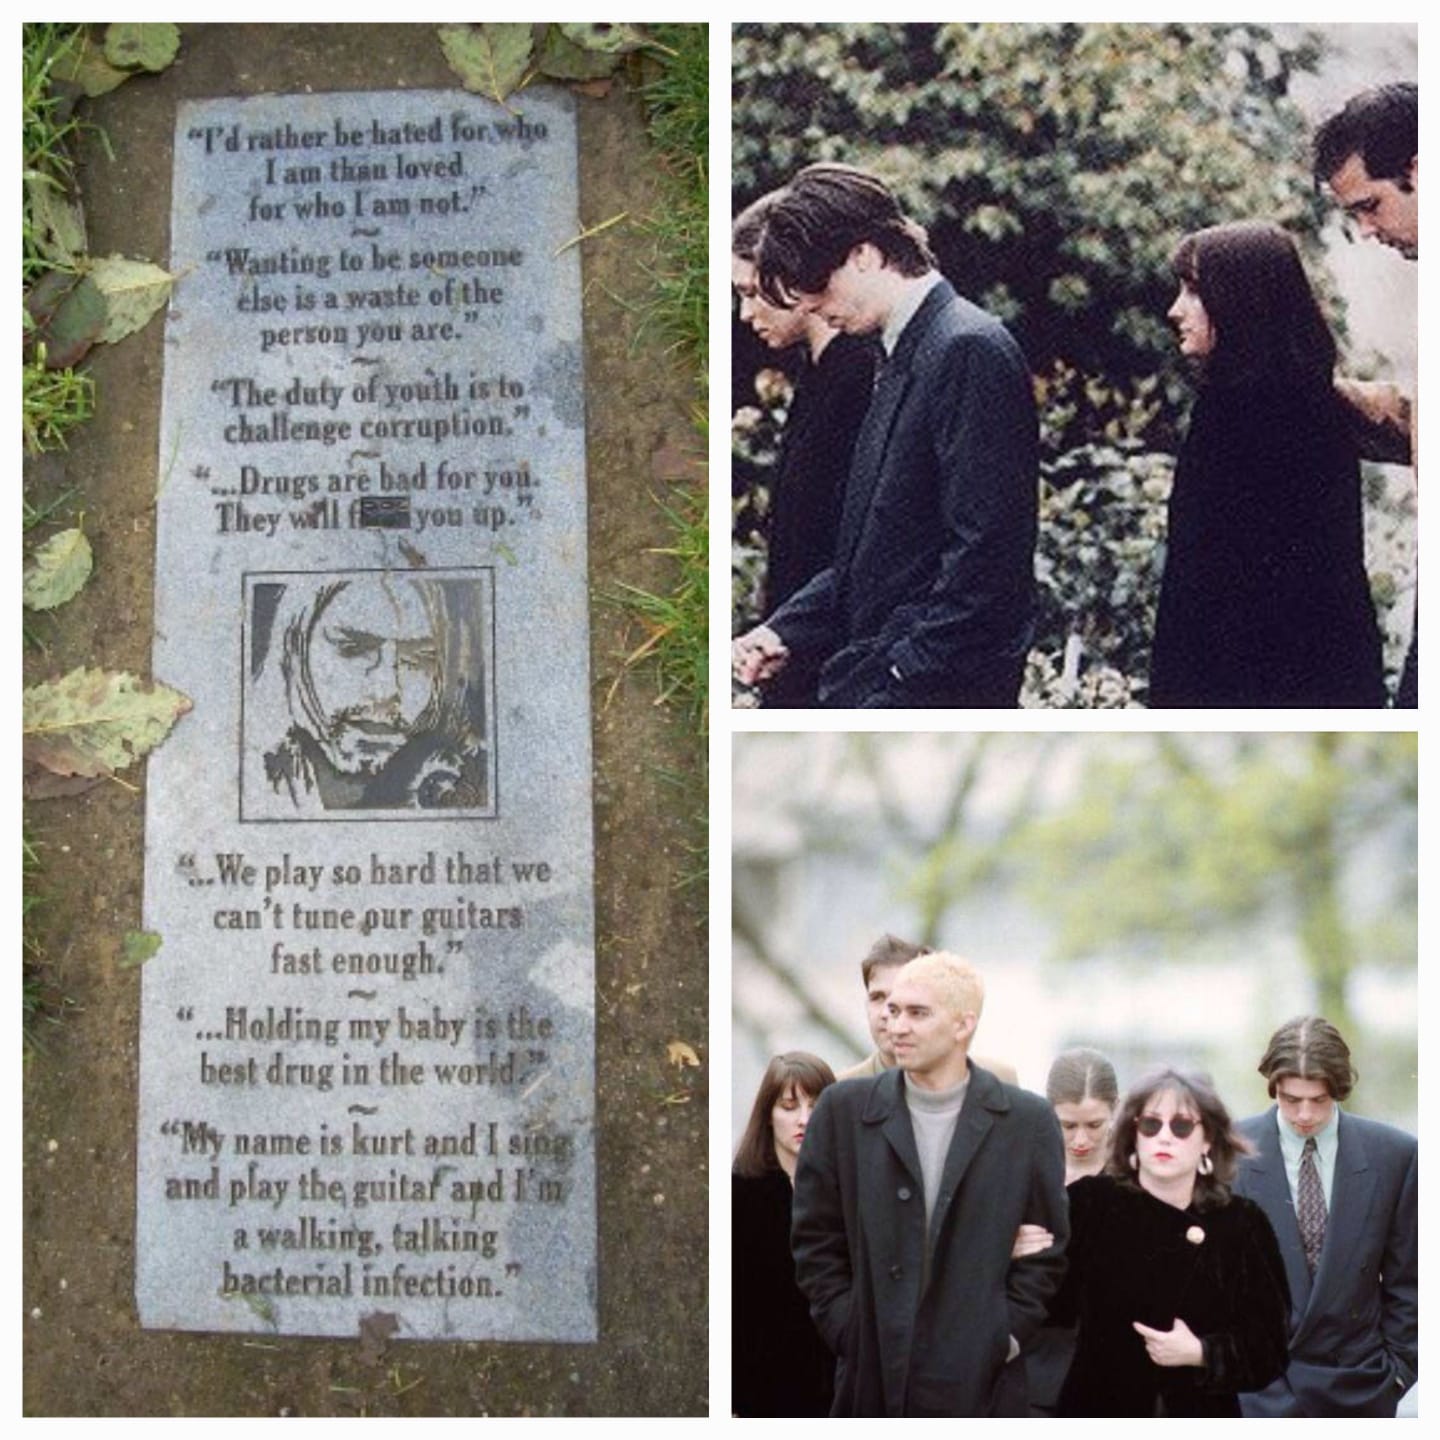 “I’d rather be hated for who
I am than loved
for who I am not.”
~
“Wanting to be someone
else is a waste of the
person you are.”
~
“The duty of youth is to
challenge corruption.”
~
“...Drugs are bad for you.
They will f you up.”
“...We play so hard that we
can’t tune our guitars
fast enough.”
~
“...Holding my baby is the
best drug in the world.”
~
“My name is kurt and I sing
and play the guitar and I’m
a walking, talking
bacterial infection.”